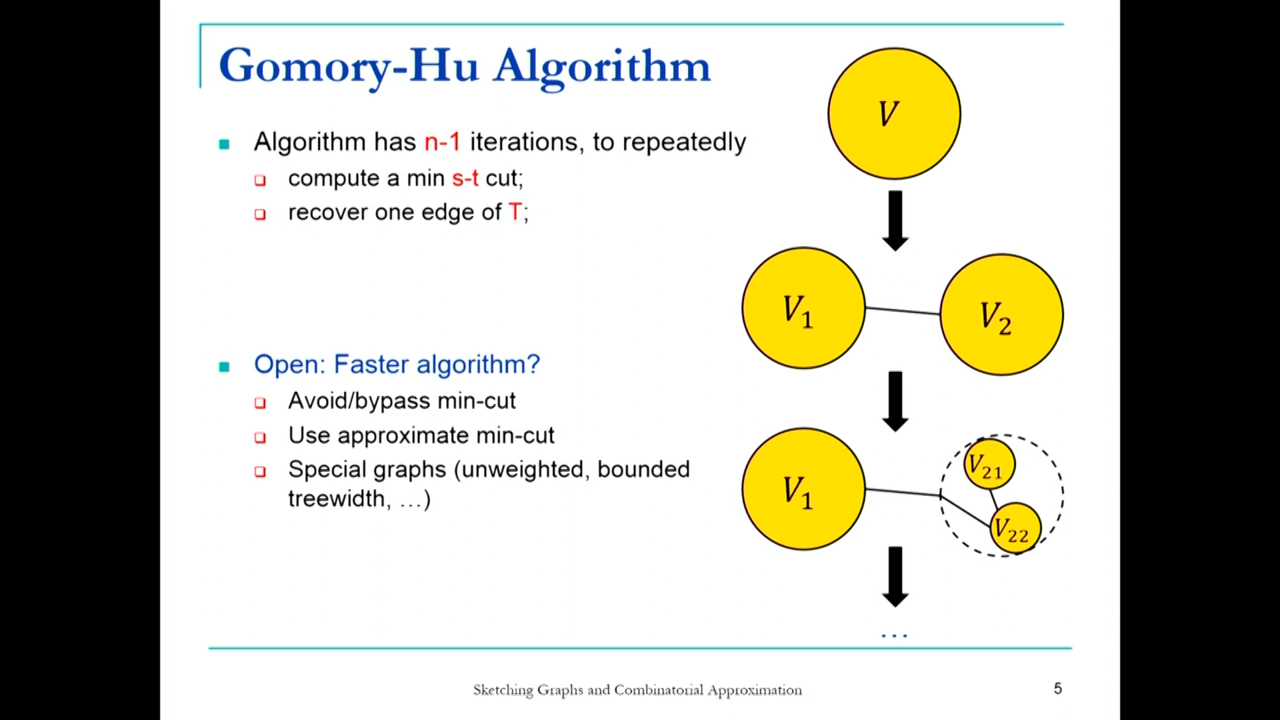 Gomory-Hu Algorithm
Algorithm has n-1 iterations, to repeatedly
compute a min s-t cut;
recover one edge of T;
Open: Faster algorithm?
Avoid/bypass min-cut
Use approximate min-cut
Special graphs (unweighted, bounded
treewidth, …)
V
V₁
V₂
V₁
V₂₁
V₂₂
…
Sketching Graphs and Combinatorial Approximation
5